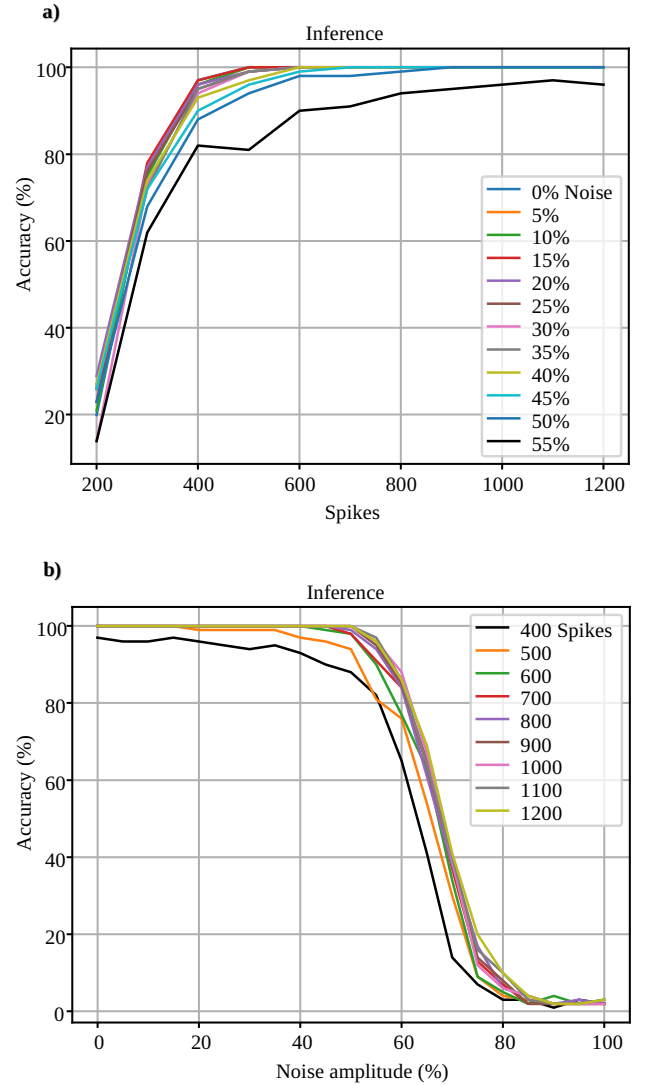 a)
Inference
100
80
60
40
20
Accuracy (%)
0% Noise
5%
10%
15%
20%
25%
30%
35%
40%
45%
50%
55%
200 400 600 800 1000 1200
Spikes
b)
Inference
100
80
60
40
20
0
Accuracy (%)
400 Spikes
500
600
700
800
900
1000
1100
1200
0 20 40 60 80 100
Noise amplitude (%)